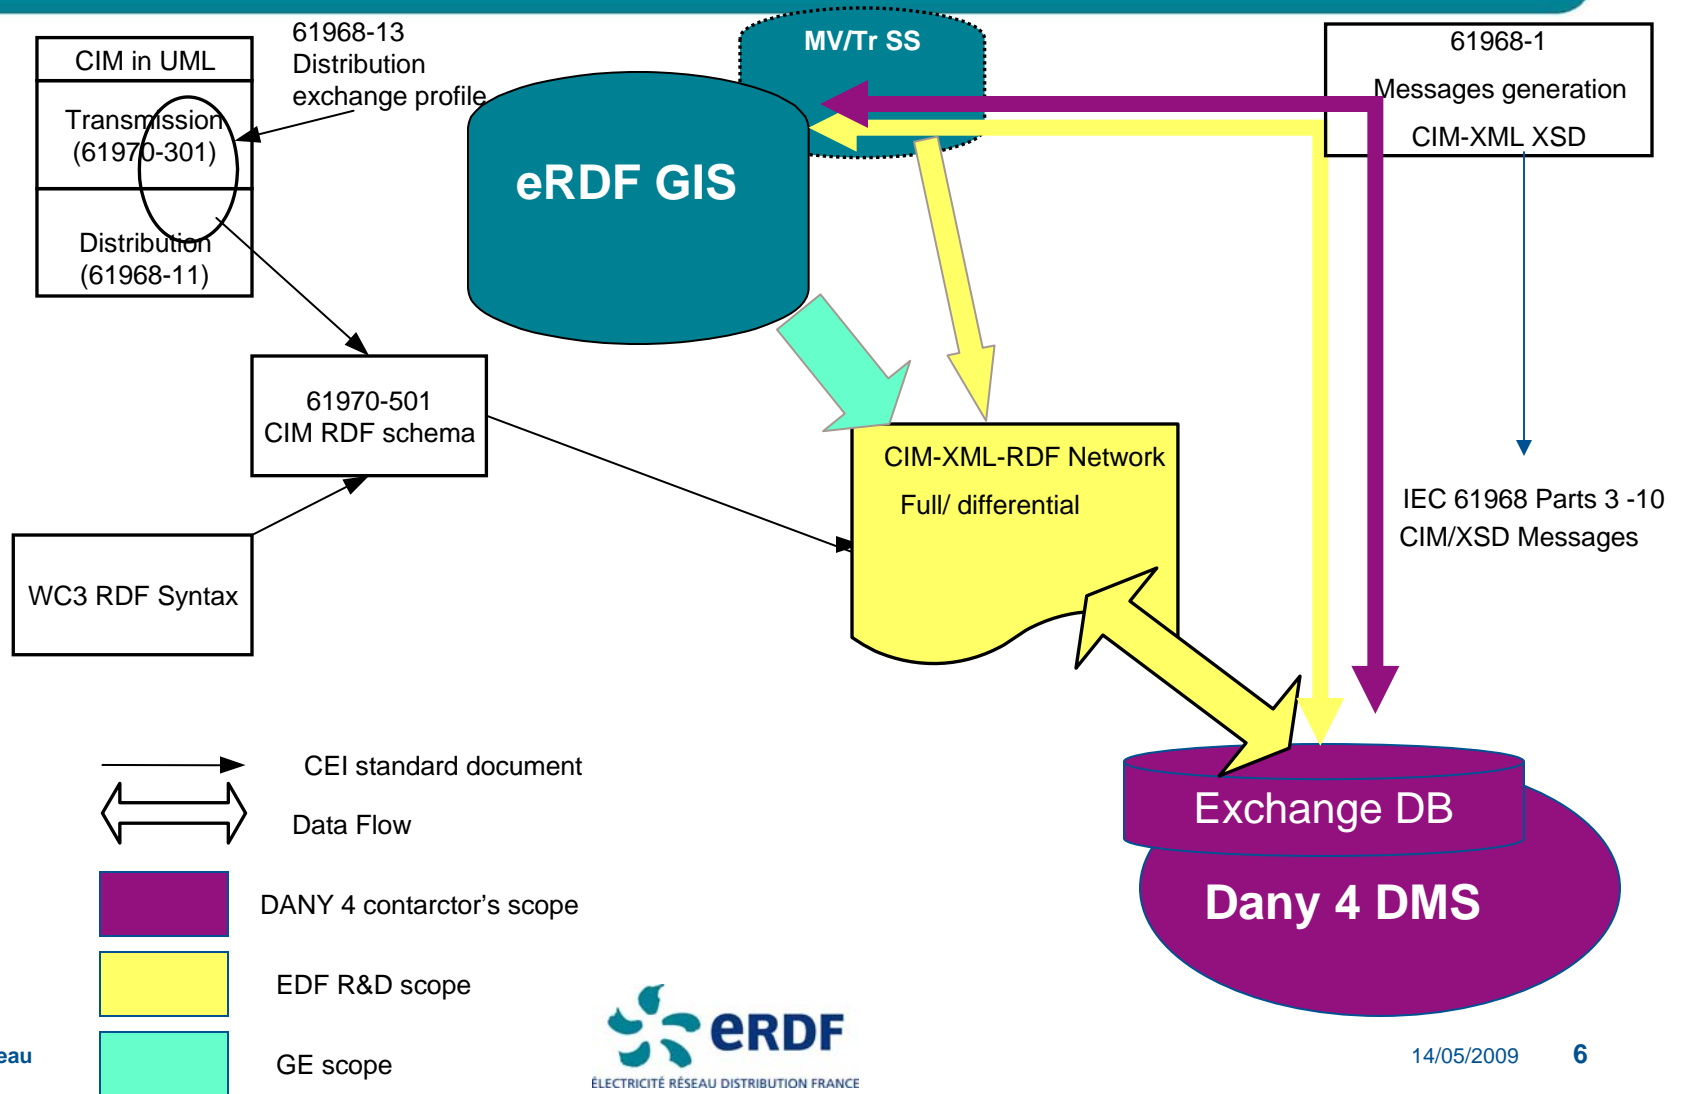 61968-13
Distribution
exchange profile
CIM in UML
Transmission
(61970-301)
Distribution
(61968-11)
MV/Tr SS
eRDF GIS
61968-1
Messages generation
CIM-XML XSD
61970-501
CIM RDF schema
CIM-XML-RDF Network
Full/ differential
IEC 61968 Parts 3 -10
CIM/XSD Messages
WC3 RDF Syntax
CEI standard document
Data Flow
DANY 4 contarctor's scope
EDF R&D scope
GE scope
Exchange DB
Dany 4 DMS
eRDF
ÉLECTRICITÉ RÉSEAU DISTRIBUTION FRANCE
eau
14/05/2009
6